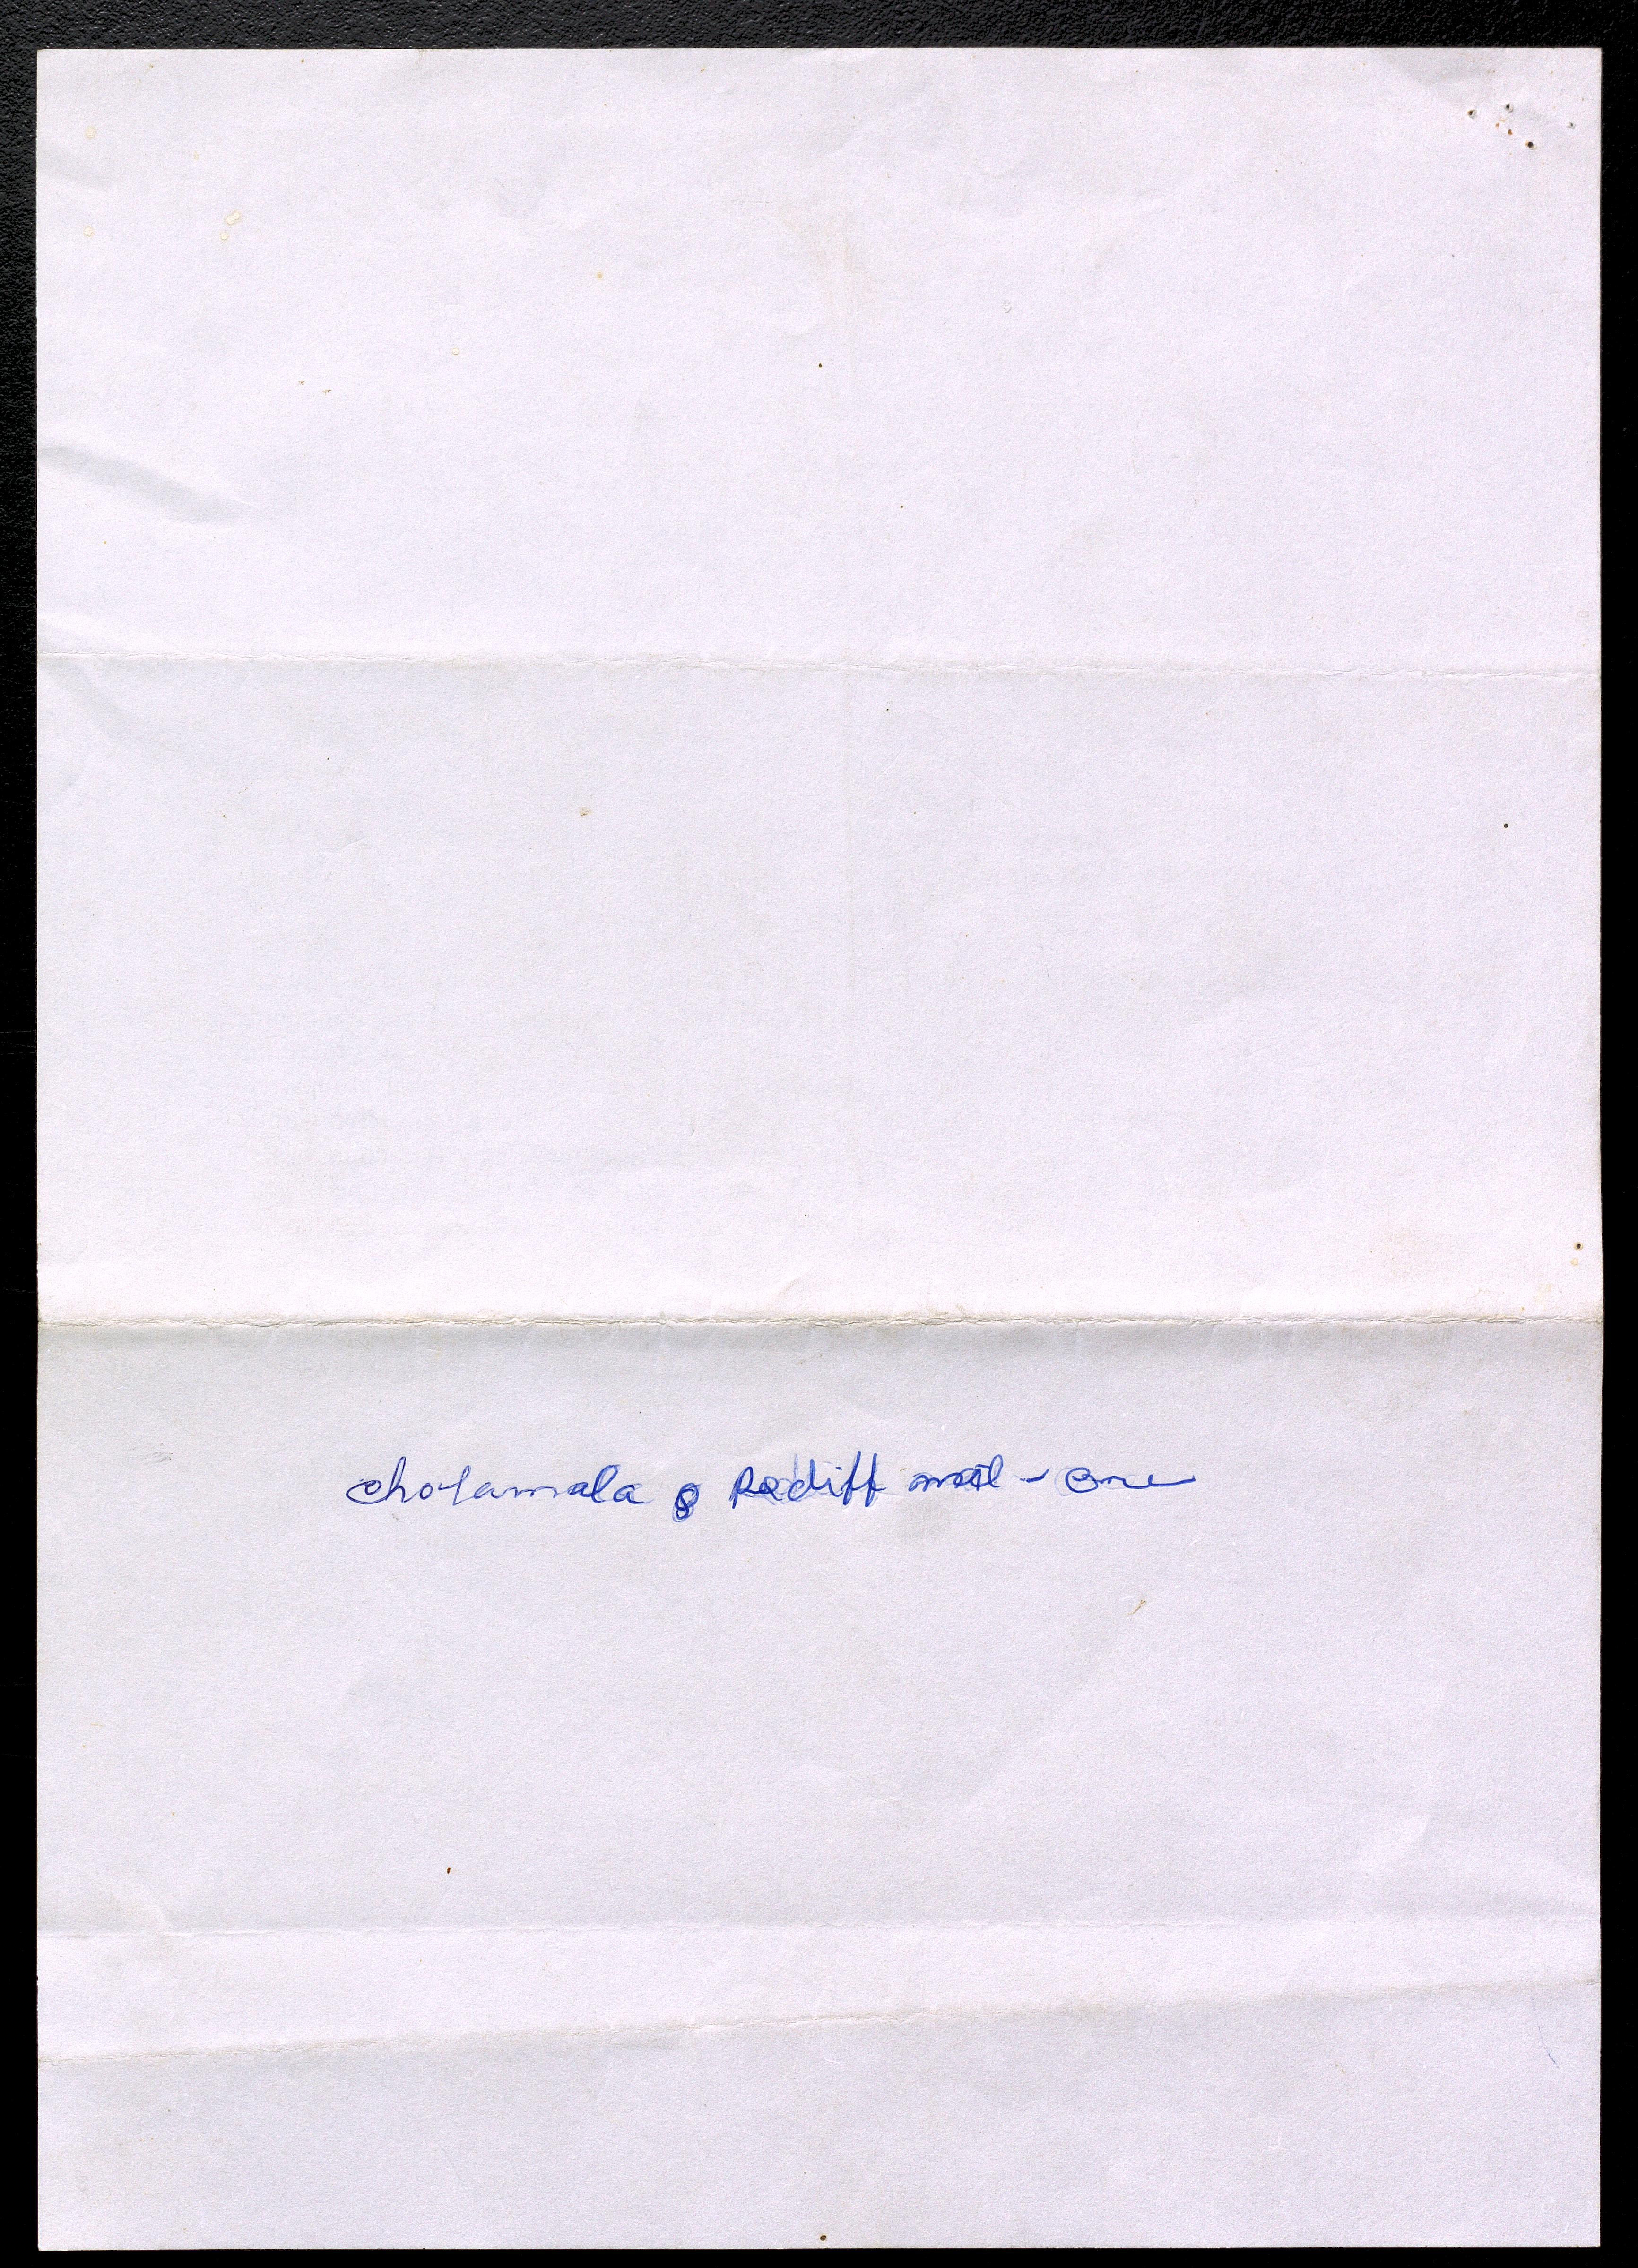 cholamala @ Rediff mail - One